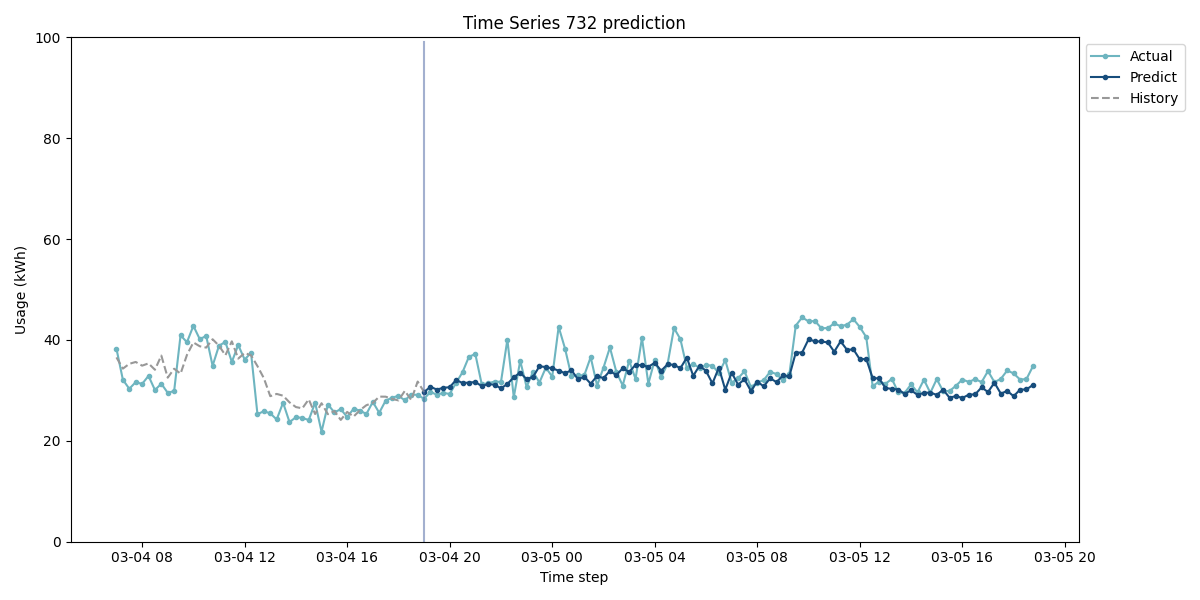 Time Series 732 prediction
100
80
60
40
20
0
Usage (kWh)
03-04 08 03-04 12 03-04 16 03-04 20 03-05 00 03-05 04 03-05 08 03-05 12 03-05 16 03-05 20
Time step
Actual
Predict
History